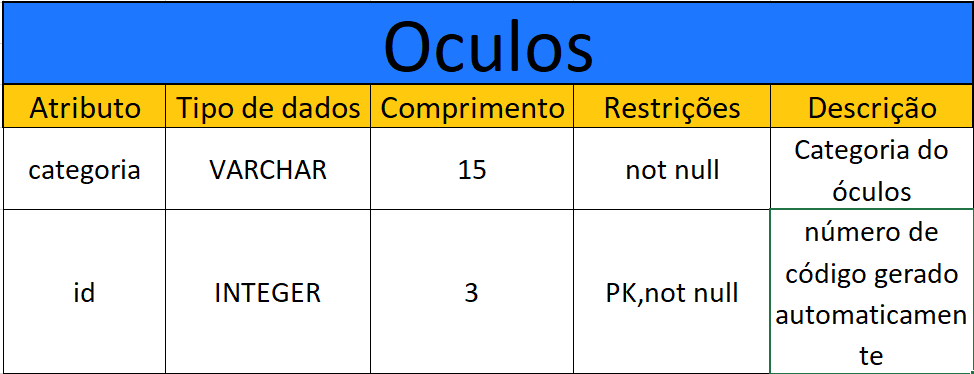 Oculos
Atributo Tipo de dados Comprimento Restrições Descrição
categoria VARCHAR 15 not null Categoria do
óculos
id INTEGER 3 PK,not null número de
código gerado
automaticamen
te